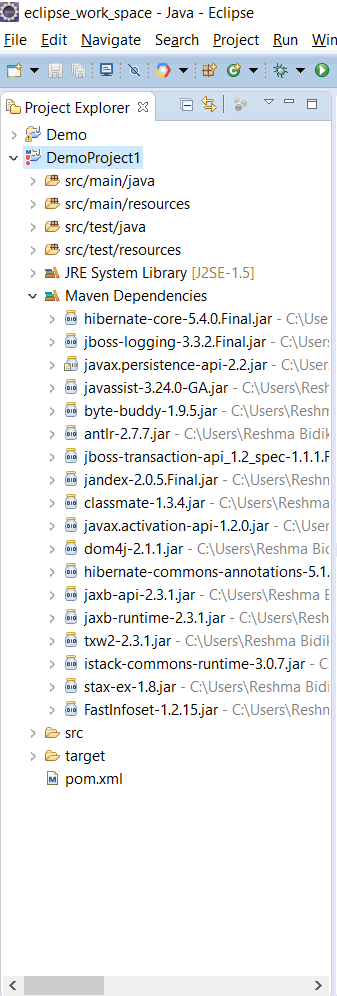 eclipse_work_space - Java - Eclipse
File Edit Navigate Search Project Run Win
Project Explorer
Demo
DemoProject1
src/main/java
src/main/resources
src/test/java
src/test/resources
JRE System Library [J2SE-1.5]
Maven Dependencies
hibernate-core-5.4.0.Final.jar - C:\Use
jboss-logging-3.3.2.Final.jar - C:\User
javax.persistence-api-2.2.jar - C:\User
javassist-3.24.0-GA.jar - C:\Users\Resh
byte-buddy-1.9.5.jar - C:\Users\Reshm
antlr-2.7.7.jar - C:\Users\Reshma Bidik
jboss-transaction-api_1.2_spec-1.1.1.F
jandex-2.0.5.Final.jar - C:\Users\Reshm
classmate-1.3.4.jar - C:\Users\Reshma
javax.activation-api-1.2.0.jar - C:\Users
dom4j-2.1.1.jar - C:\Users\Reshma Bid
hibernate-commons-annotations-5.1.
jaxb-api-2.3.1.jar - C:\Users\Reshma B
jaxb-runtime-2.3.1.jar - C:\Users\Resh
txw2-2.3.1.jar - C:\Users\Reshma Bidik
istack-commons-runtime-3.0.7.jar - C:
stax-ex-1.8.jar - C:\Users\Reshma Bidi
FastInfoset-1.2.15.jar - C:\Users\Reshm
src
target
pom.xml